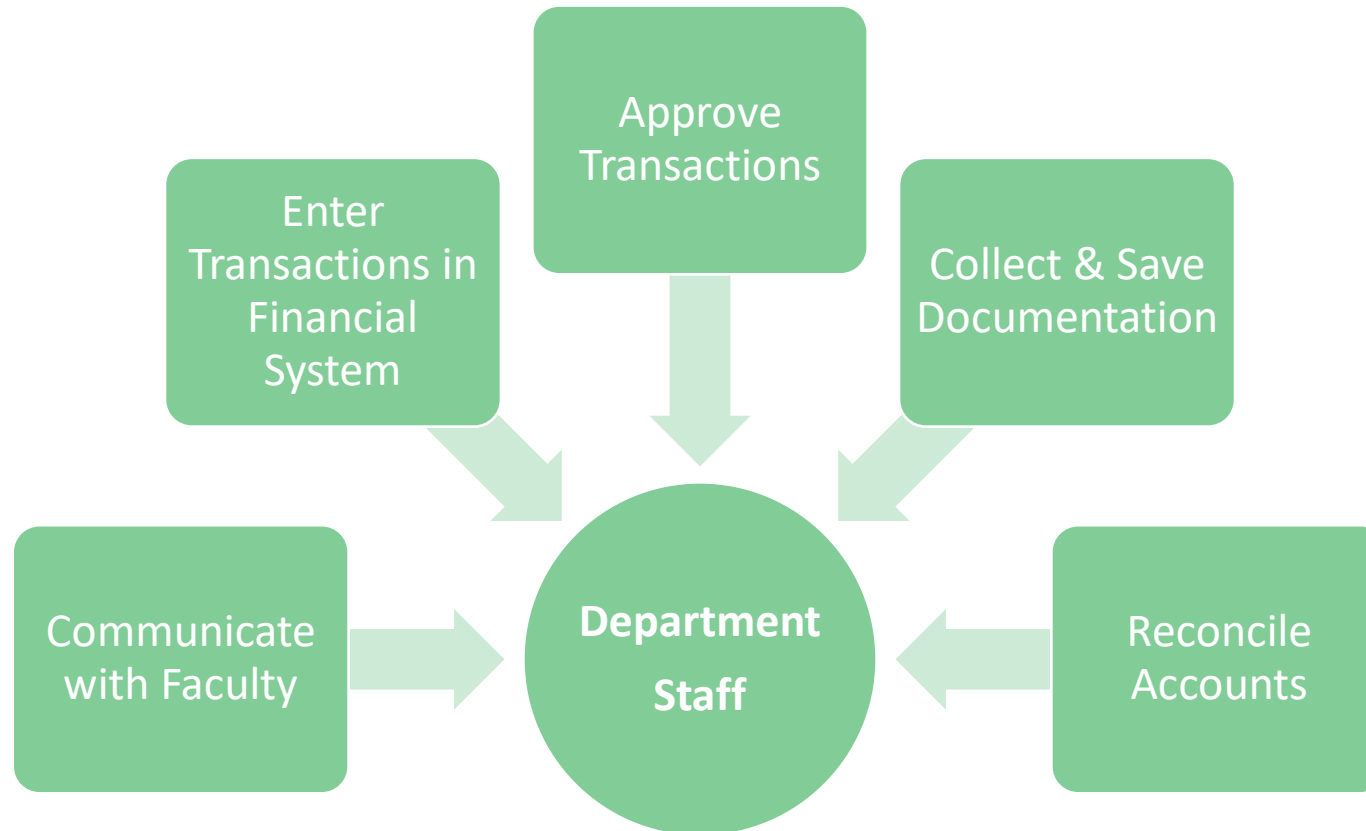 Approve
Transactions
Enter
Transactions in
Financial
System
Collect & Save
Documentation
Communicate
with Faculty
Department
Staff
Reconcile
Accounts